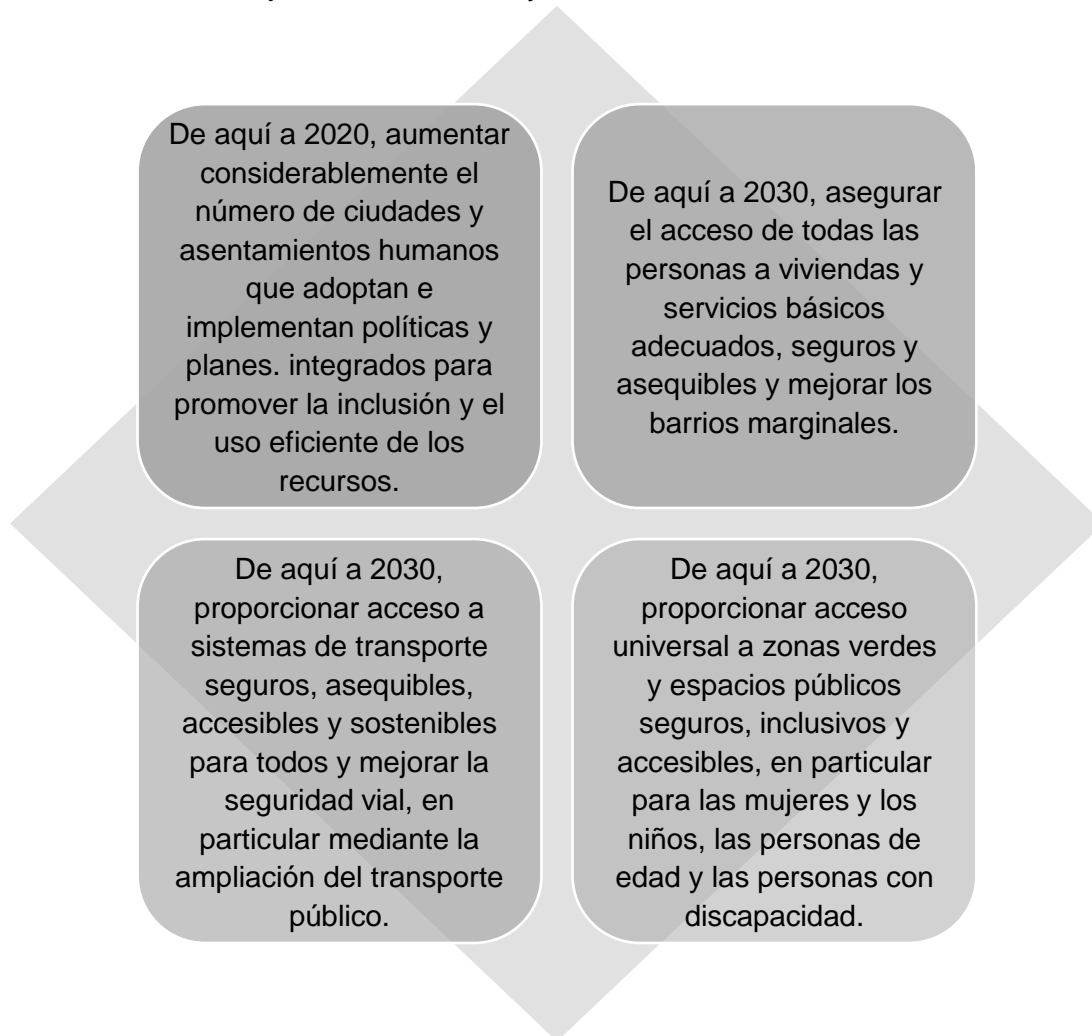 De aquí a 2020, aumentar
considerablemente el
número de ciudades y
asentamientos humanos
que adoptan e
implementan políticas y
planes. integrados para
promover la inclusión y el
uso eficiente de los
recursos.
De aquí a 2030, asegurar
el acceso de todas las
personas a viviendas y
servicios básicos
adecuados, seguros y
asequibles y mejorar los
barrios marginales.
De aquí a 2030,
proporcionar acceso a
sistemas de transporte
seguros, asequibles,
accesibles y sostenibles
para todos y mejorar la
seguridad vial, en
particular mediante la
ampliación del transporte
público.
De aquí a 2030,
proporcionar acceso
universal a zonas verdes
y espacios públicos
seguros, inclusivos y
accesibles, en particular
para las mujeres y los
niños, las personas de
edad y las personas con
discapacidad.